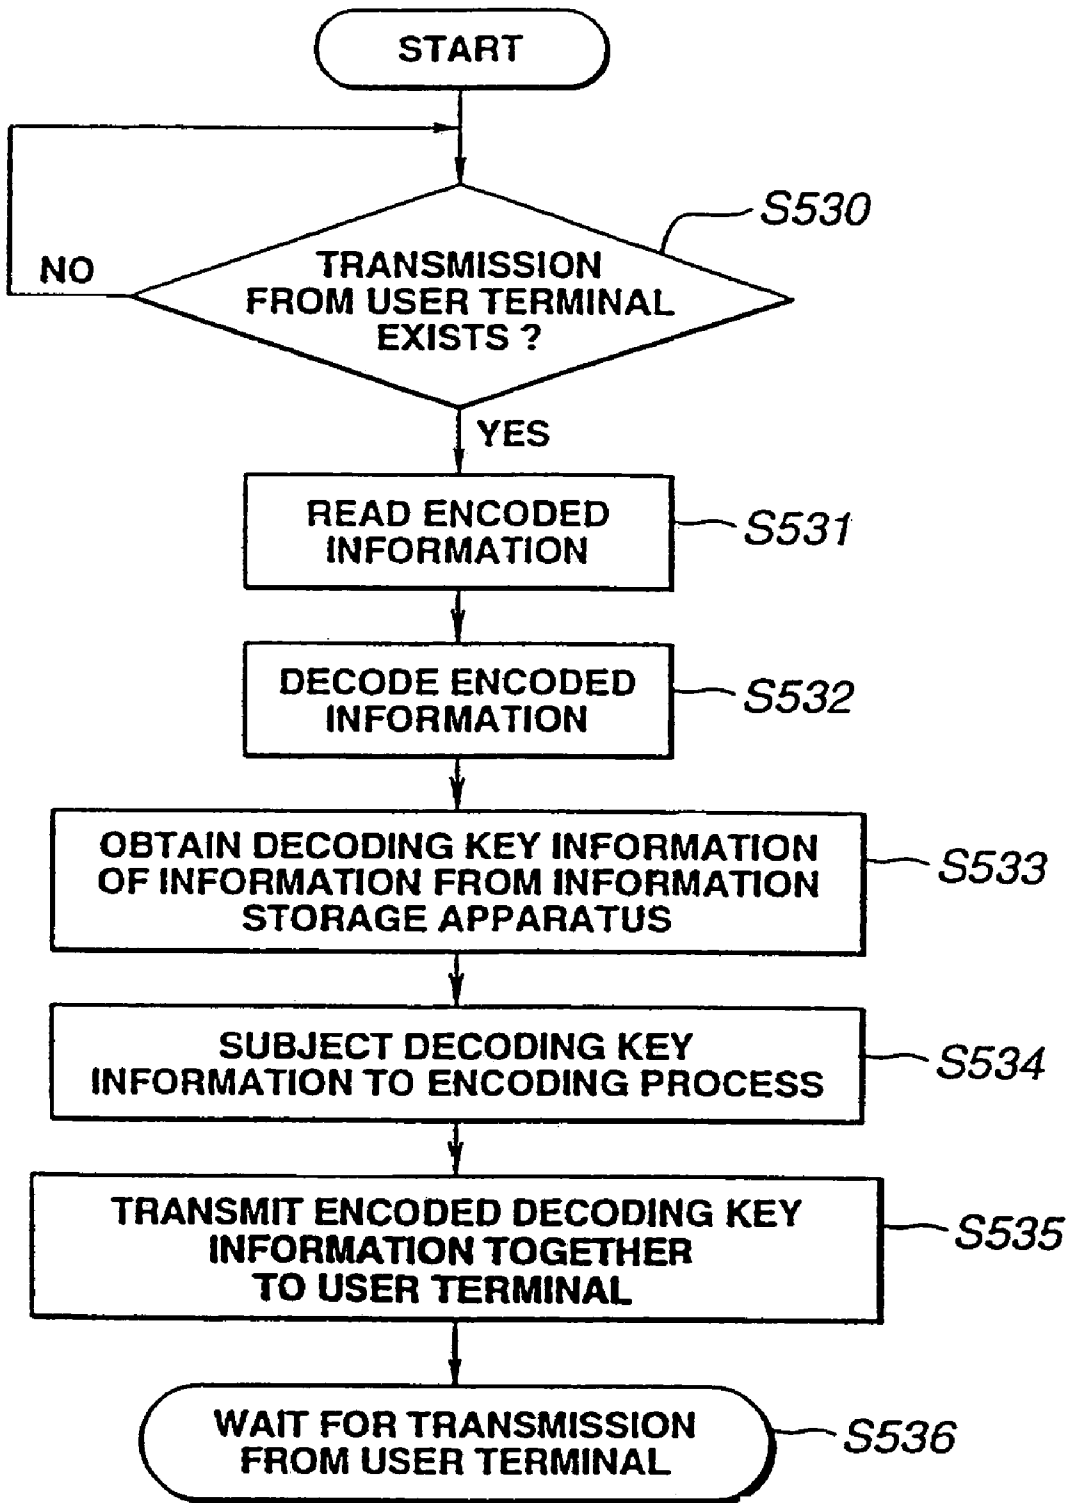 START
S530
TRANSMISSION
FROM USER TERMINAL
EXISTS ?
NO
YES
READ ENCODED
INFORMATION
S531
DECODE ENCODED
INFORMATION
S532
OBTAIN DECODING KEY INFORMATION
OF INFORMATION FROM INFORMATION
STORAGE APPARATUS
S533
SUBJECT DECODING KEY
INFORMATION TO ENCODING PROCESS
S534
TRANSMIT ENCODED DECODING KEY
INFORMATION TOGETHER
TO USER TERMINAL
S535
WAIT FOR TRANSMISSION
FROM USER TERMINAL
S536